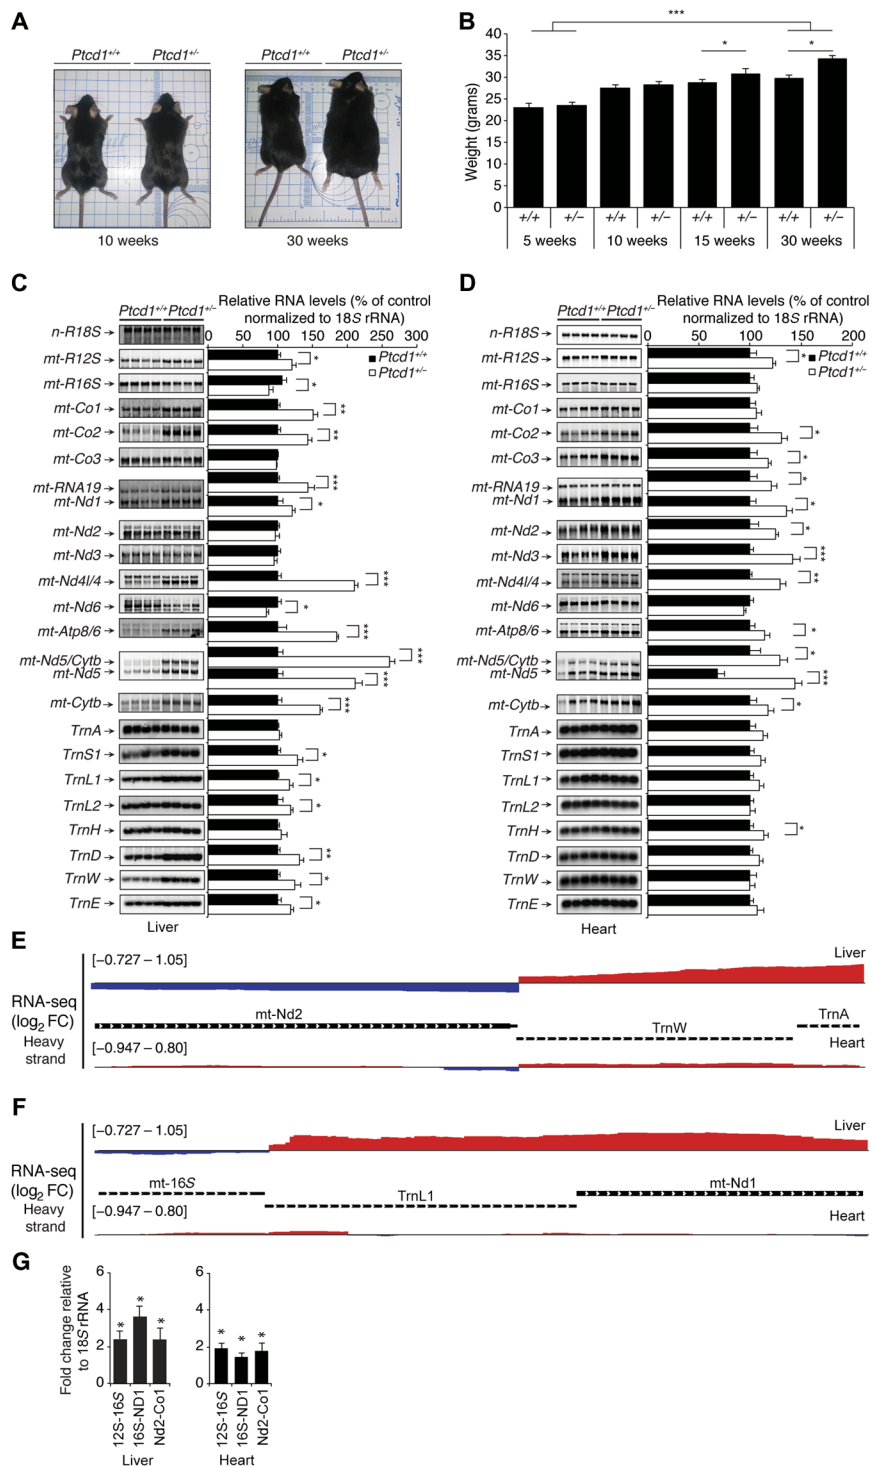 A
Ptcd1+/+ Ptcd1+/-
Ptcd1+/+ Ptcd1+/-
10 weeks
30 weeks
B
***
*
*
Weight (grams)
40
35
30
25
20
15
10
5
0
+/+ +/– +/+ +/– +/+ +/– +/+ +/–
5 weeks 10 weeks 15 weeks 30 weeks
C
Ptcd1+/+ Ptcd1+/–
Relative RNA levels (% of control
normalized to 18S rRNA)
0 50 100 150 200 250 300
Ptcd1+/+
Ptcd1+/–
n-R18S
mt-R12S *
mt-R16S *
mt-Co1 **
mt-Co2 **
mt-Co3
mt-RNA19 ***
mt-Nd1 *
mt-Nd2
mt-Nd3
mt-Nd4l/4 ***
mt-Nd6 *
mt-Atp8/6 ***
mt-Nd5/Cytb ***
mt-Nd5 ***
mt-Cytb ***
TrnA
TrnS1 *
TrnL1 *
TrnL2 *
TrnH
TrnD **
TrnW *
TrnE *
Liver
D
Ptcd1+/+ Ptcd1+/–
Relative RNA levels (% of control
normalized to 18S rRNA)
0 50 100 150 200
Ptcd1+/+
Ptcd1+/–
n-R18S
mt-R12S *
mt-R16S
mt-Co1
mt-Co2 *
mt-Co3 *
mt-RNA19 *
mt-Nd1 *
mt-Nd2 *
mt-Nd3 ***
mt-Nd4l/4 **
mt-Nd6
mt-Atp8/6 *
mt-Nd5/Cytb *
mt-Nd5 ***
mt-Cytb *
TrnA
TrnS1
TrnL1
TrnL2
TrnH *
TrnD
TrnW
TrnE
Heart
E
RNA-seq
(log2 FC)
Heavy
strand
[–0.727 – 1.05]
Liver
mt-Nd2
TrnW
TrnA
[–0.947 – 0.80]
Heart
F
RNA-seq
(log2 FC)
Heavy
strand
[–0.727 – 1.05]
Liver
mt-16S
TrnL1
mt-Nd1
[–0.947 – 0.80]
Heart
G
Fold change relative
to 18S rRNA
6
4
2
0
* * *
12S-16S
16S-ND1
Nd2-Co1
Liver
6
4
2
0
* * *
12S-16S
16S-ND1
Nd2-Co1
Heart